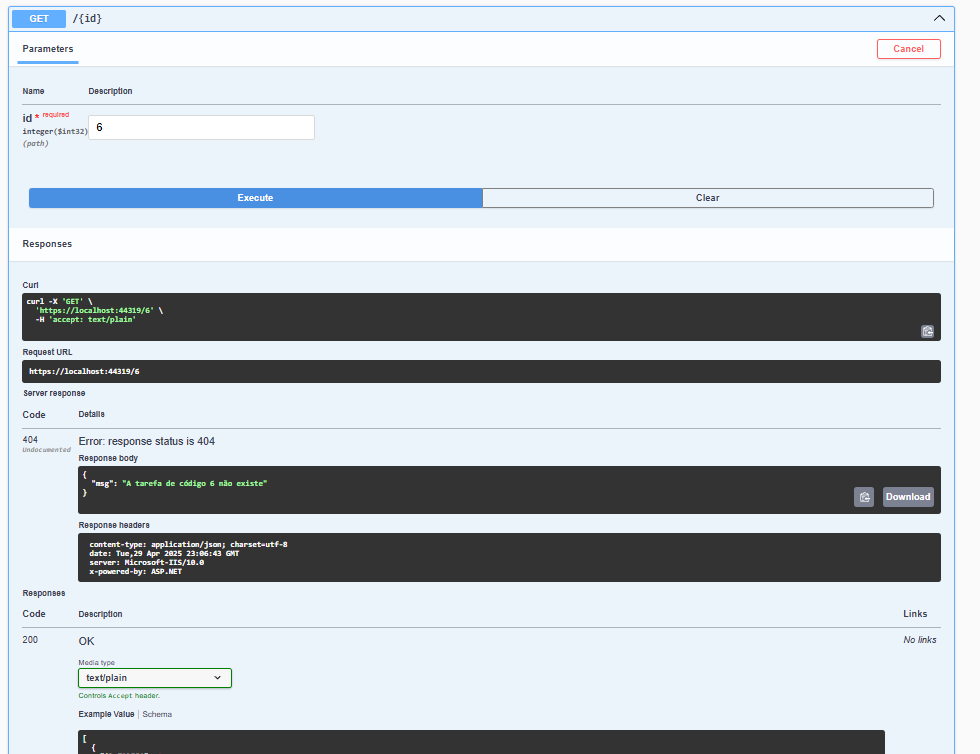 GET /{id}
Parameters
Cancel
Name Description
id * required
integer($int32)
(path)
6
Execute Clear
Responses
Curl
curl -X 'GET' \
'https://localhost:44319/6' \
-H 'accept: text/plain'
Request URL
https://localhost:44319/6
Server response
Code Details
404
Undocumented
Error: response status is 404
Response body
{
"msg": "A tarefa de código 6 não existe"
}
Download
Response headers
content-type: application/json; charset=utf-8
date: Tue,29 Apr 2025 23:06:43 GMT
server: Microsoft-IIS/10.0
x-powered-by: ASP.NET
Responses
Code Description Links
200 OK No links
Media type
text/plain
Controls Accept header.
Example Value | Schema
[
{